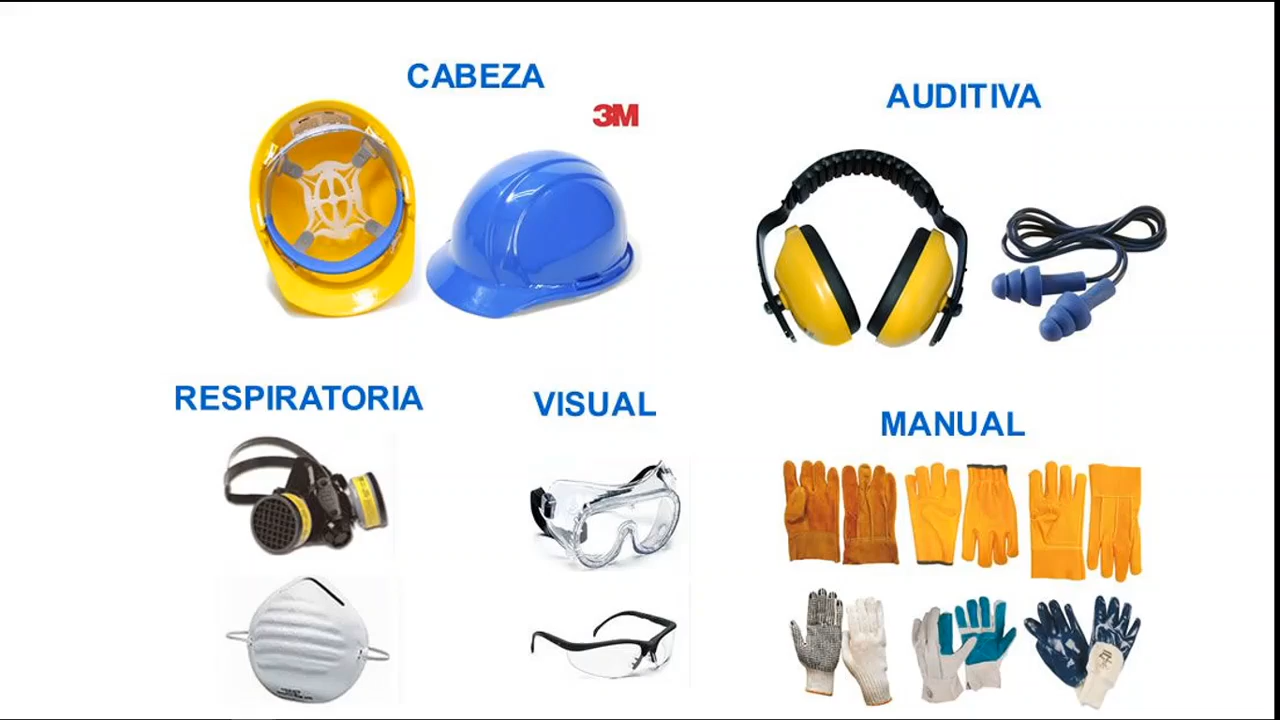 CABEZA
3M
AUDITIVA
RESPIRATORIA
VISUAL
MANUAL